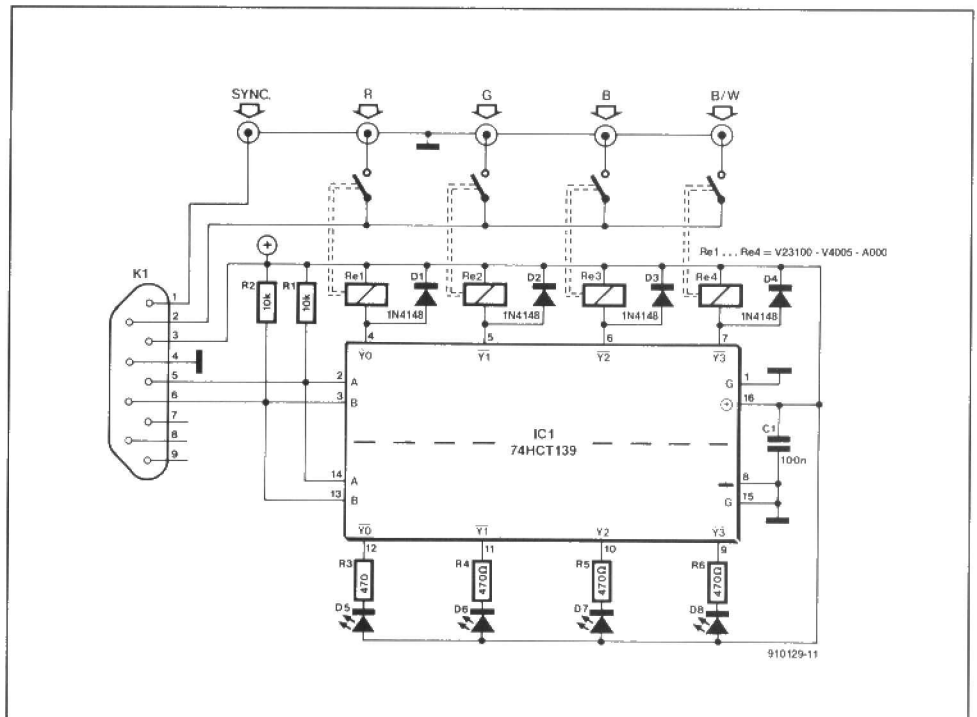 SYNC. R G B B/W
Re1 . . . Re4 = V23100 - V4005 - A000
K1
R2 10k R1 10k Re1 D1 Re2 D2 Re3 D3 Re4 D4
1N4148 1N4148 1N4148 1N4148
1
2
3
4
5
6
7
8
9
4 5 6 7
Y0 Y1 Y2 Y3
2 A G 1
3 B + 16
C1
100n
IC1
74HCT139
14 A 8
13 B G 15
Y0 Y1 Y2 Y3
12 11 10 9
R3 470 R4 470Ω R5 470Ω R6 470Ω
D5 D6 D7 D8
910129-11